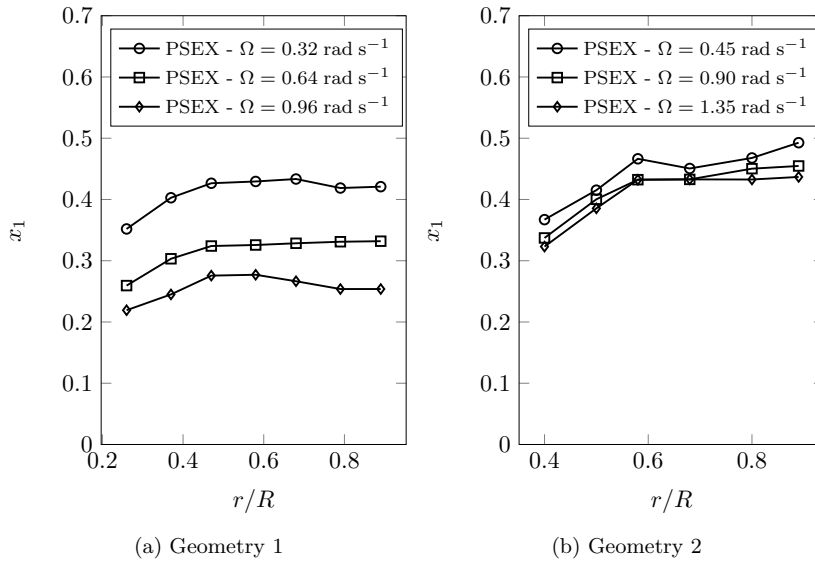 0.7
0.6
0.5
0.4
0.3
0.2
0.1
0
0.2 0.4 0.6 0.8
x₁
r/R
PSEX - Ω = 0.32 rad s⁻¹
PSEX - Ω = 0.64 rad s⁻¹
PSEX - Ω = 0.96 rad s⁻¹
(a) Geometry 1
0.7
0.6
0.5
0.4
0.3
0.2
0.1
0
0.4 0.6 0.8
x₁
r/R
PSEX - Ω = 0.45 rad s⁻¹
PSEX - Ω = 0.90 rad s⁻¹
PSEX - Ω = 1.35 rad s⁻¹
(b) Geometry 2